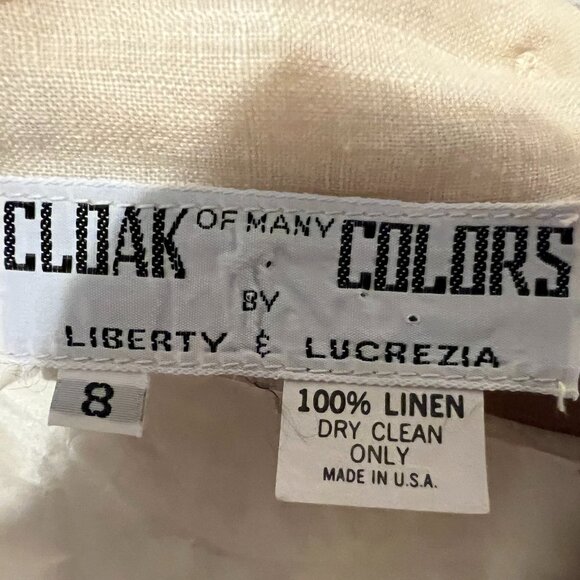 CLOAK OF MANY COLORS
BY
LIBERTY & LUCREZIA
8
100% LINEN
DRY CLEAN
ONLY
MADE IN U.S.A.